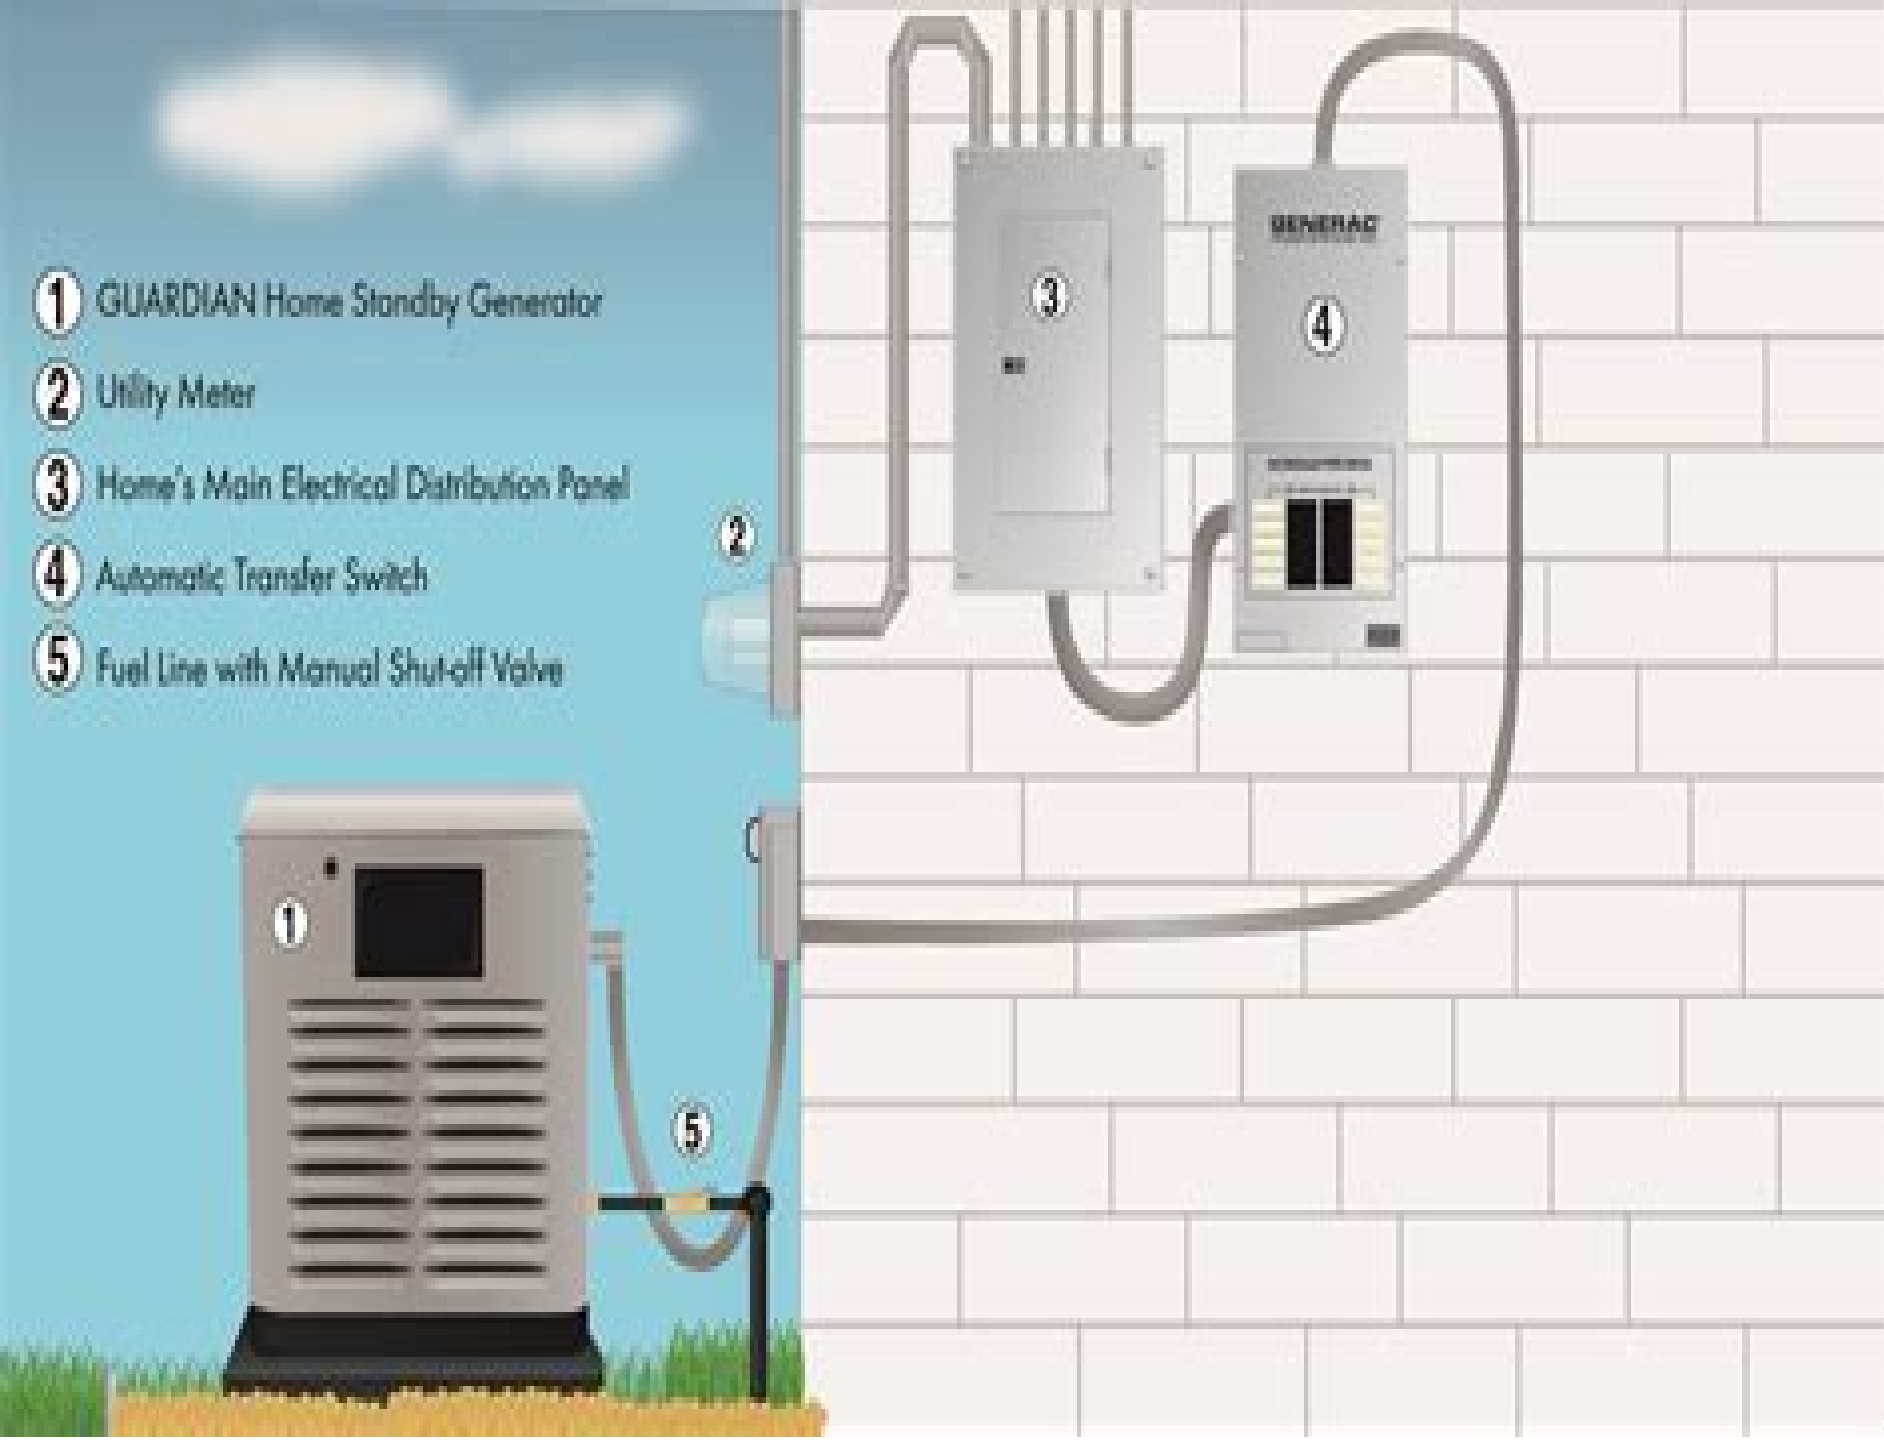 1 GUARDIAN Home Standby Generator
2 Utility Meter
3 Home's Main Electrical Distribution Panel
4 Automatic Transfer Switch
5 Fuel Line with Manual Shut-off Valve
GENERAC
3
4
2
1
5